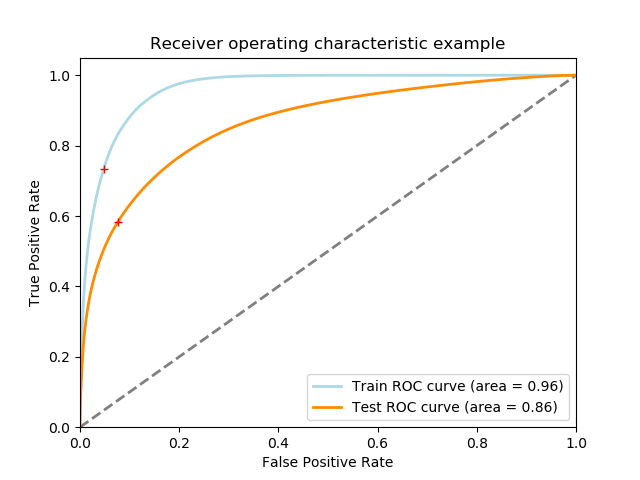 Receiver operating characteristic example
True Positive Rate
1.0
0.8
0.6
0.4
0.2
0.0
0.0 0.2 0.4 0.6 0.8 1.0
False Positive Rate
Train ROC curve (area = 0.96)
Test ROC curve (area = 0.86)